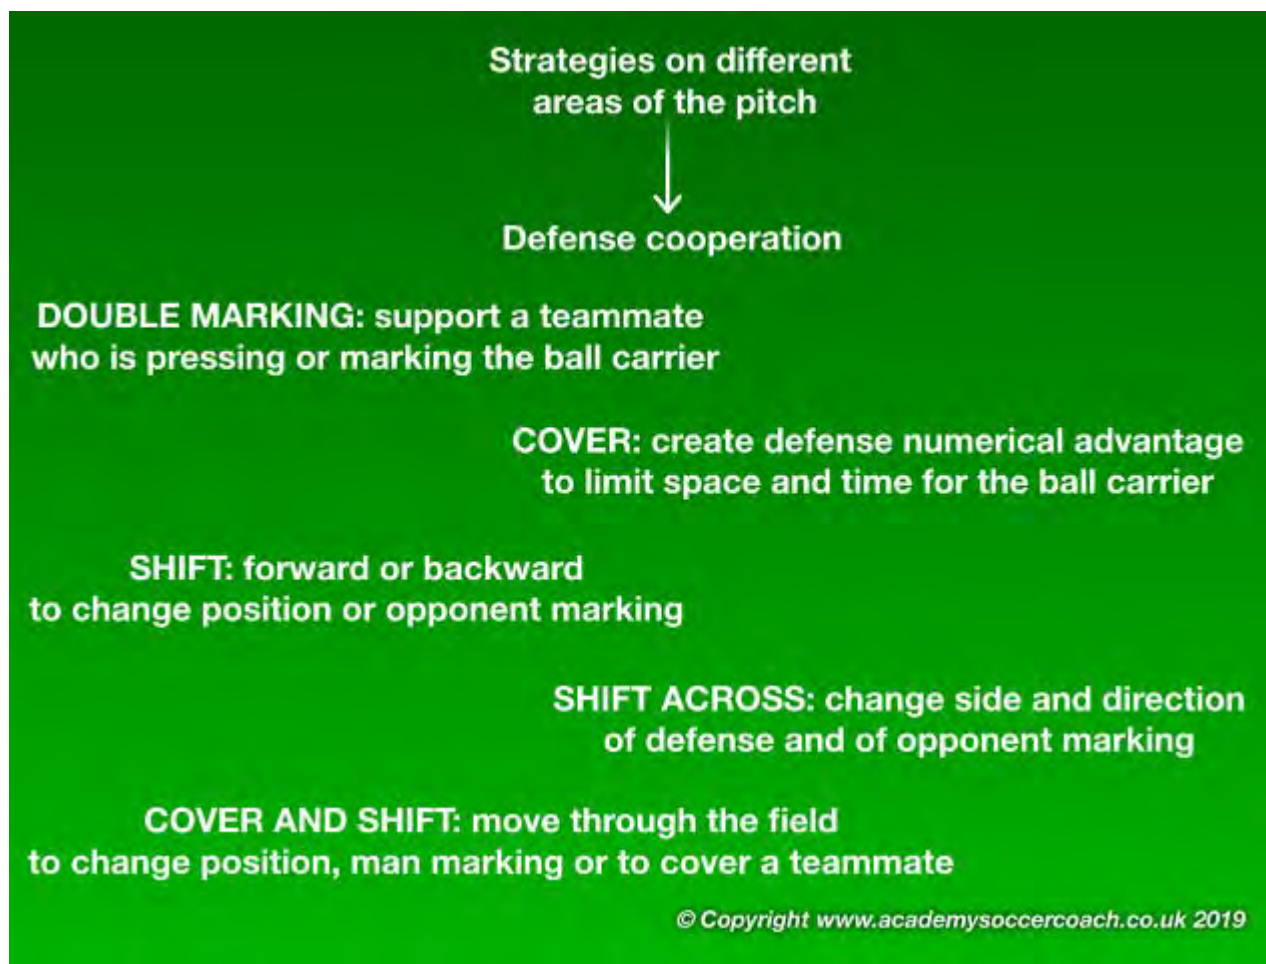 Strategies on different
areas of the pitch
Defense cooperation
DOUBLE MARKING: support a teammate
who is pressing or marking the ball carrier
COVER: create defense numerical advantage
to limit space and time for the ball carrier
SHIFT: forward or backward
to change position or opponent marking
SHIFT ACROSS: change side and direction
of defense and of opponent marking
COVER AND SHIFT: move through the field
to change position, man marking or to cover a teammate
© Copyright www.academysoccercoach.co.uk 2019